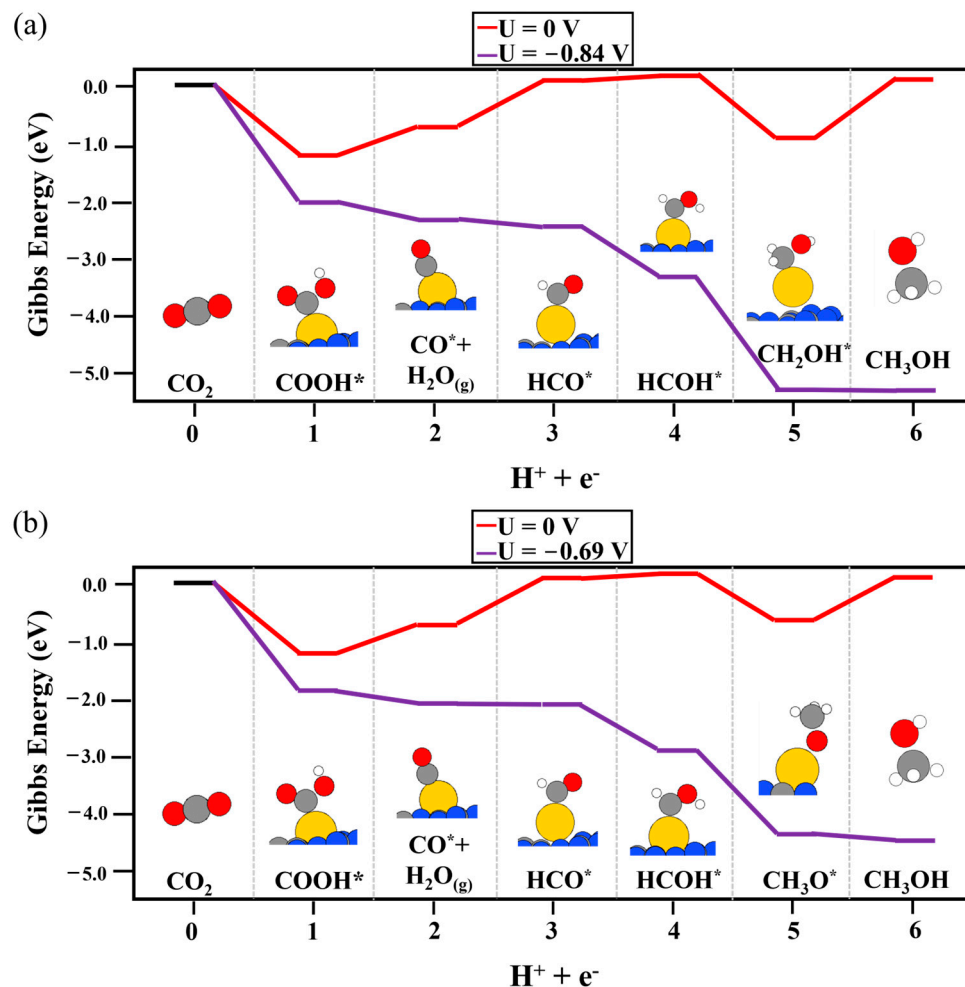 (a)
U = 0 V
U = −0.84 V
Gibbs Energy (eV)
0.0
−1.0
−2.0
−3.0
−4.0
−5.0
CO₂
COOH*
CO* +
H₂O(g)
HCO*
HCOH*
CH₂OH*
CH₃OH
0 1 2 3 4 5 6
H⁺ + e⁻
(b)
U = 0 V
U = −0.69 V
Gibbs Energy (eV)
0.0
−1.0
−2.0
−3.0
−4.0
−5.0
CO₂
COOH*
CO* +
H₂O(g)
HCO*
HCOH*
CH₃O*
CH₃OH
0 1 2 3 4 5 6
H⁺ + e⁻